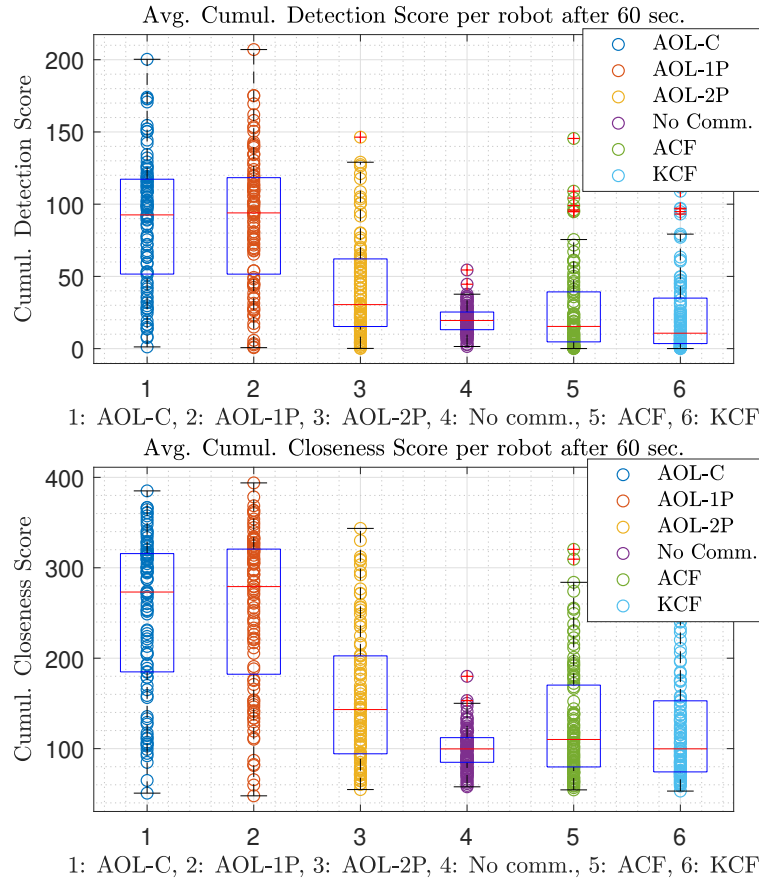 Avg. Cumul. Detection Score per robot after 60 sec.
AOL-C
AOL-1P
AOL-2P
No Comm.
ACF
KCF
Cumul. Detection Score
200
150
100
50
0
1 2 3 4 5 6
1: AOL-C, 2: AOL-1P, 3: AOL-2P, 4: No comm., 5: ACF, 6: KCF
Avg. Cumul. Closeness Score per robot after 60 sec.
AOL-C
AOL-1P
AOL-2P
No Comm.
ACF
KCF
Cumul. Closeness Score
400
300
200
100
1 2 3 4 5 6
1: AOL-C, 2: AOL-1P, 3: AOL-2P, 4: No comm., 5: ACF, 6: KCF